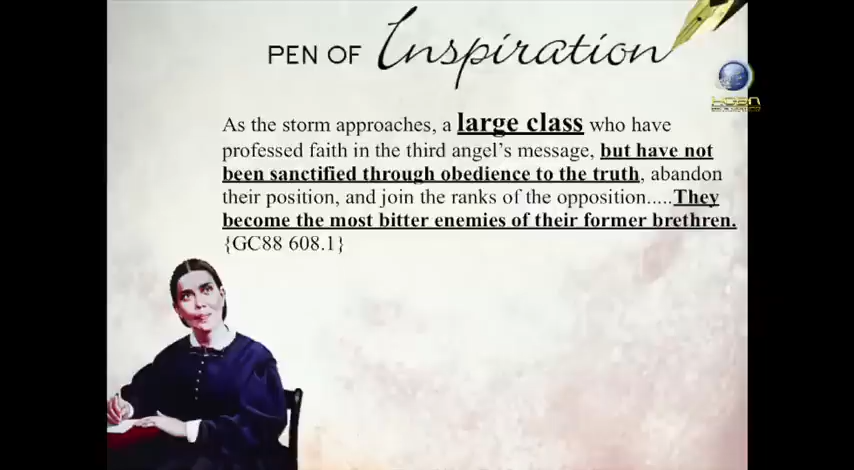 PEN OF Inspiration
As the storm approaches, a large class who have
professed faith in the third angel's message, but have not
been sanctified through obedience to the truth, abandon
their position, and join the ranks of the opposition.....They
become the most bitter enemies of their former brethren.
{GC88 608.1}